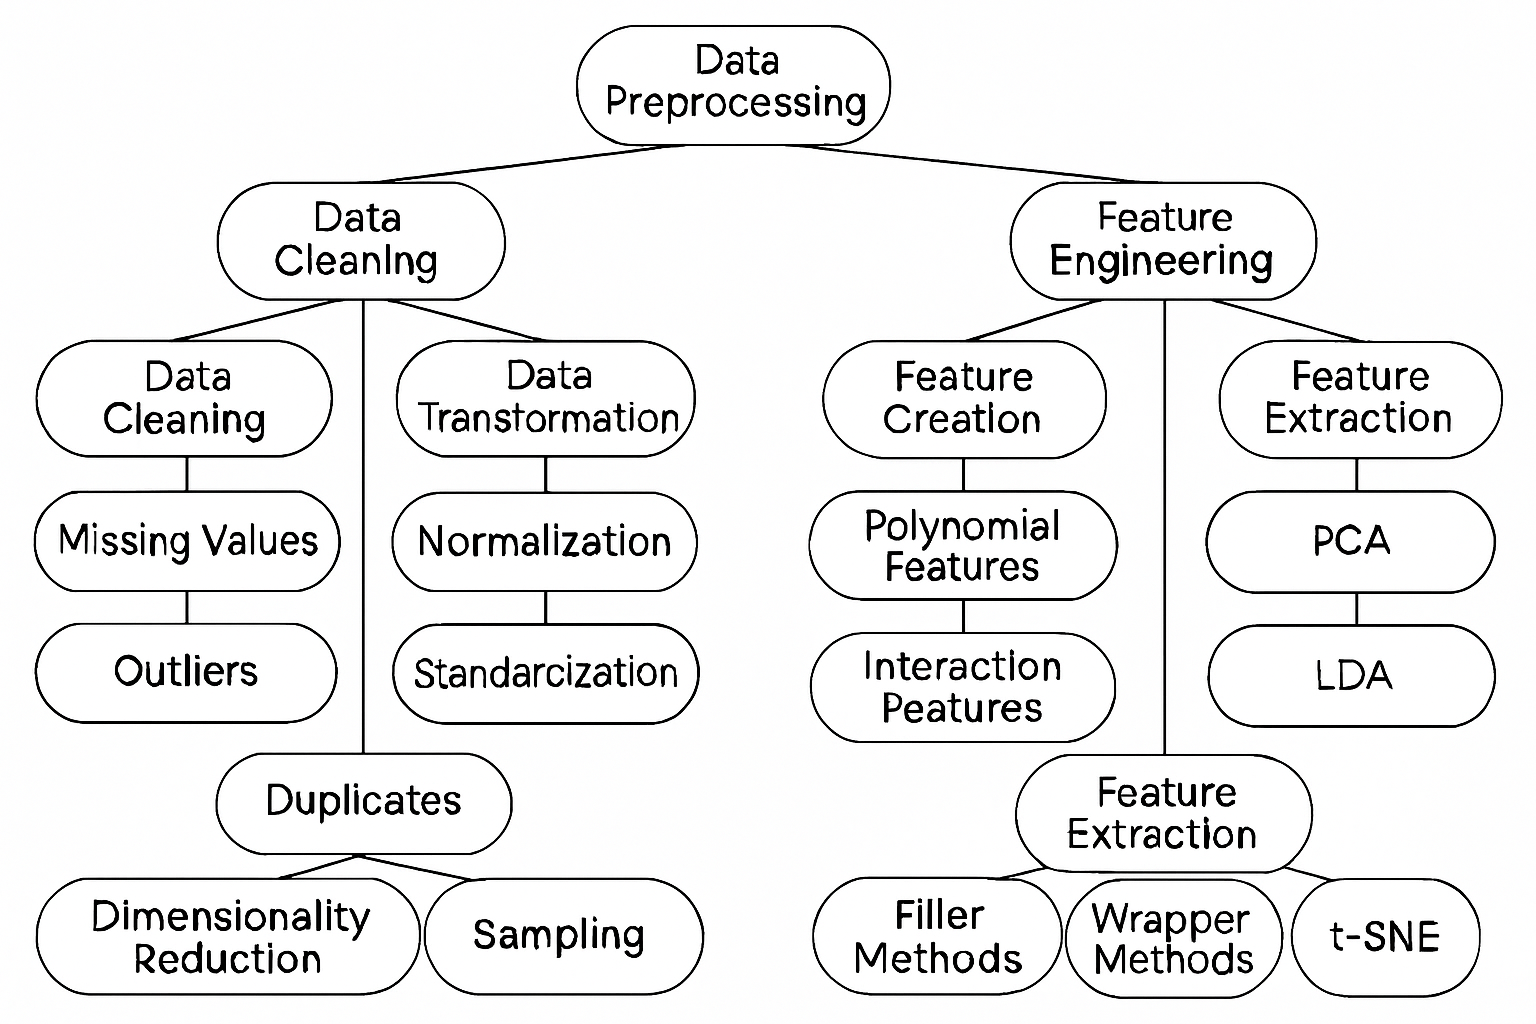 Data
Preprocessing
Data
CleanIng
Feature
Engineering
Data
Cleaning
Data
Transtormation
Feature
Creation
Feature
Extraction
Missing Values
Normalization
Polynomial
Features
PCA
Outliers
Standarcization
Interaction
Peatures
LDA
Duplicates
Feature
Extraction
Dimensionality
Reduction
Sampling
Filler
Methods
Wrapper
Methods
t-SNE